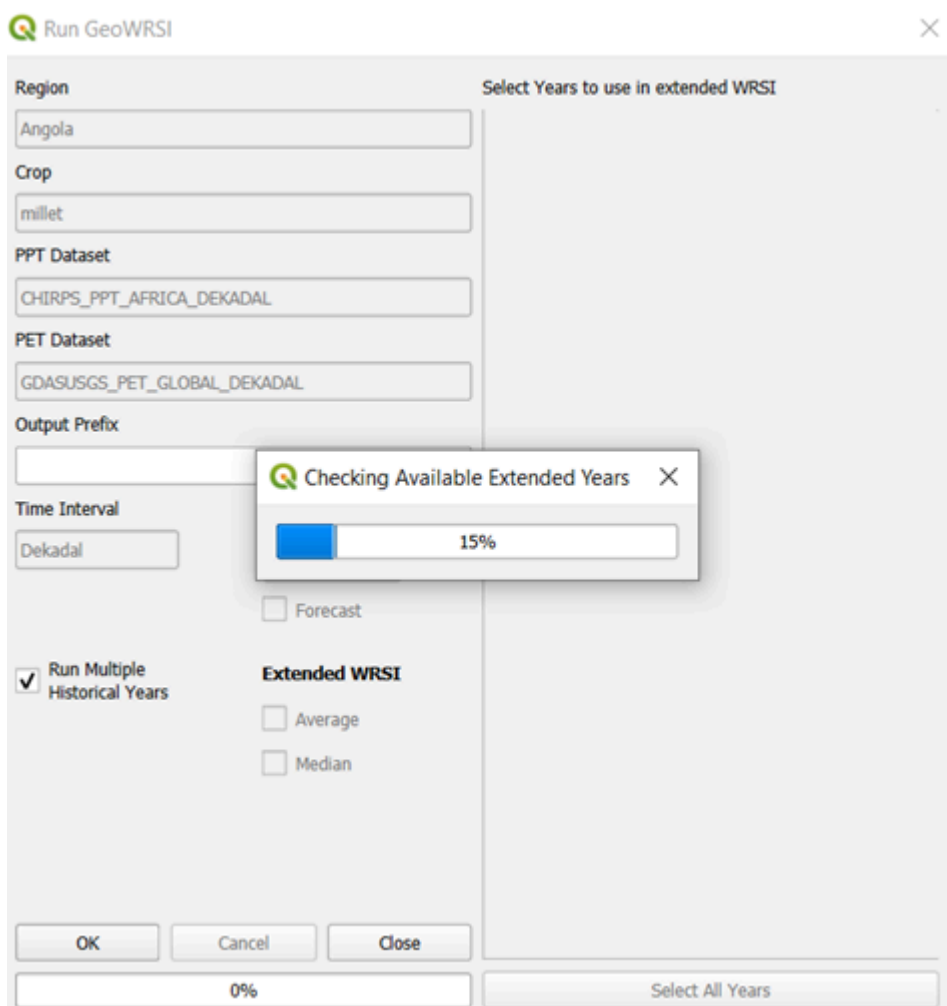 Run GeoWRSI
Region
Angola
Crop
millet
PPT Dataset
CHIRPS_PPT_AFRICA_DEKADAL
PET Dataset
GDASUSGS_PET_GLOBAL_DEKADAL
Output Prefix
Time Interval
Dekadal
Forecast
Run Multiple
Historical Years
Extended WRSI
Average
Median
OK
Cancel
Close
0%
Select Years to use in extended WRSI
Select All Years
Checking Available Extended Years
15%